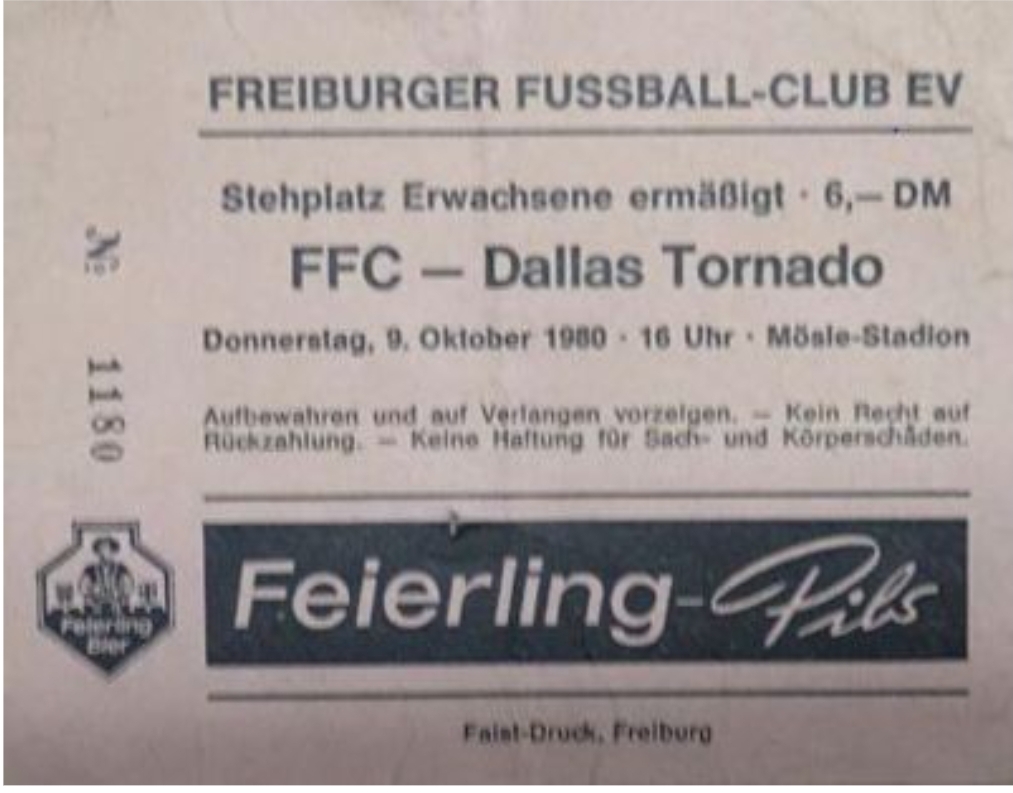 FREIBURGER FUSSBALL-CLUB EV
Stehplatz Erwachsene ermäßigt · 6,— DM
FFC — Dallas Tornado
Donnerstag, 9. Oktober 1980 · 16 Uhr · Mösle-Stadion
Aufbewahren und auf Verlangen vorzeigen. — Kein Recht auf
Rückzahlung. — Keine Haftung für Sach- und Körperschäden.
№ 1180
Feierling
Bier
Feierling-Pils
Faist-Druck, Freiburg